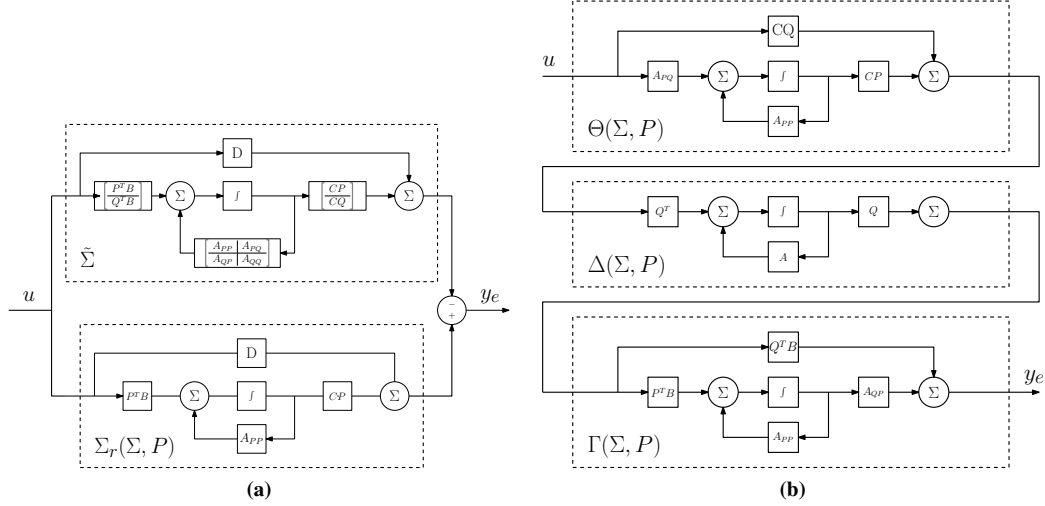 D
P^T B
Q^T B
Σ
∫
CP
CQ
Σ
A_PP A_PQ
A_QP A_QQ
Σ̃
u
−
+
y_e
D
P^T B
Σ
∫
CP
Σ
A_PP
Σ_r(Σ, P)
(a)
CQ
u
A_PQ
Σ
∫
CP
Σ
A_PP
Θ(Σ, P)
Q^T
Σ
∫
Q
Σ
A
Δ(Σ, P)
Q^T B
P^T B
Σ
∫
A_QP
Σ
y_e
A_PP
Γ(Σ, P)
(b)